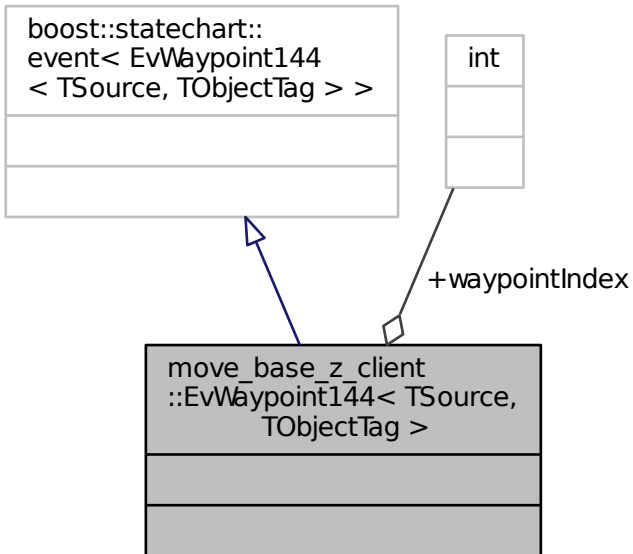 boost::statechart::
event< EvWaypoint144
< TSource, TObjectTag > >
int
+waypointIndex
move_base_z_client
::EvWaypoint144< TSource,
TObjectTag >